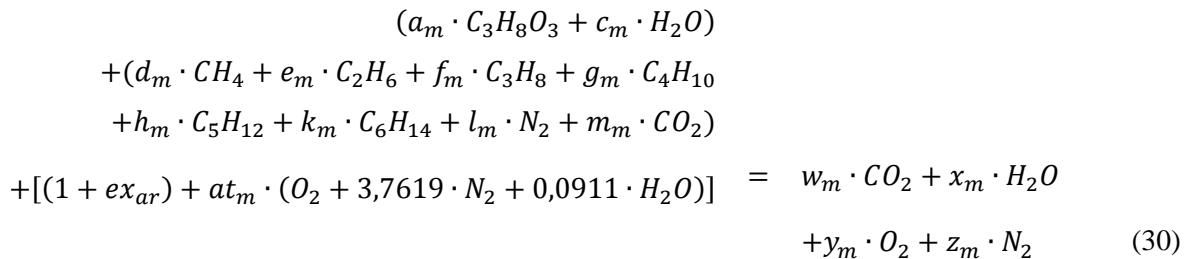 (a_m · C_3H_8O_3 + c_m · H_2O)
+(d_m · CH_4 + e_m · C_2H_6 + f_m · C_3H_8 + g_m · C_4H_10
+h_m · C_5H_12 + k_m · C_6H_14 + l_m · N_2 + m_m · CO_2)
+[(1 + ex_ar) + at_m · (O_2 + 3,7619 · N_2 + 0,0911 · H_2O)] = w_m · CO_2 + x_m · H_2O
+y_m · O_2 + z_m · N_2 (30)